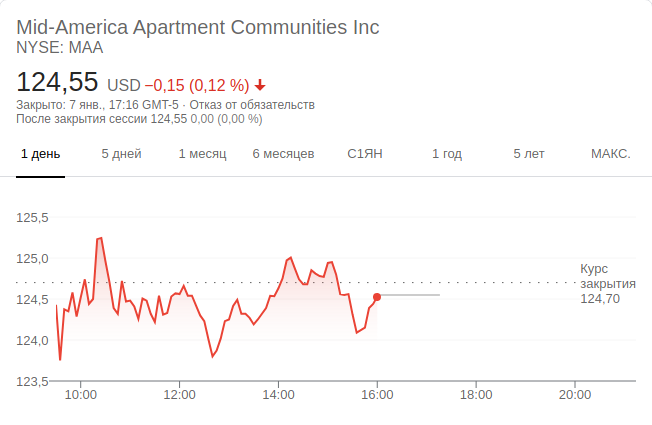 Mid-America Apartment Communities Inc
NYSE: MAA
124,55 USD −0,15 (0,12 %)
Закрыто: 7 янв., 17:16 GMT-5 · Отказ от обязательств
После закрытия сессии 124,55 0,00 (0,00 %)
1 день 5 дней 1 месяц 6 месяцев С1ЯН 1 год 5 лет МАКС.
125,5
125,0
Курс
закрытия
124,70
124,5
124,0
123,5
10:00 12:00 14:00 16:00 18:00 20:00